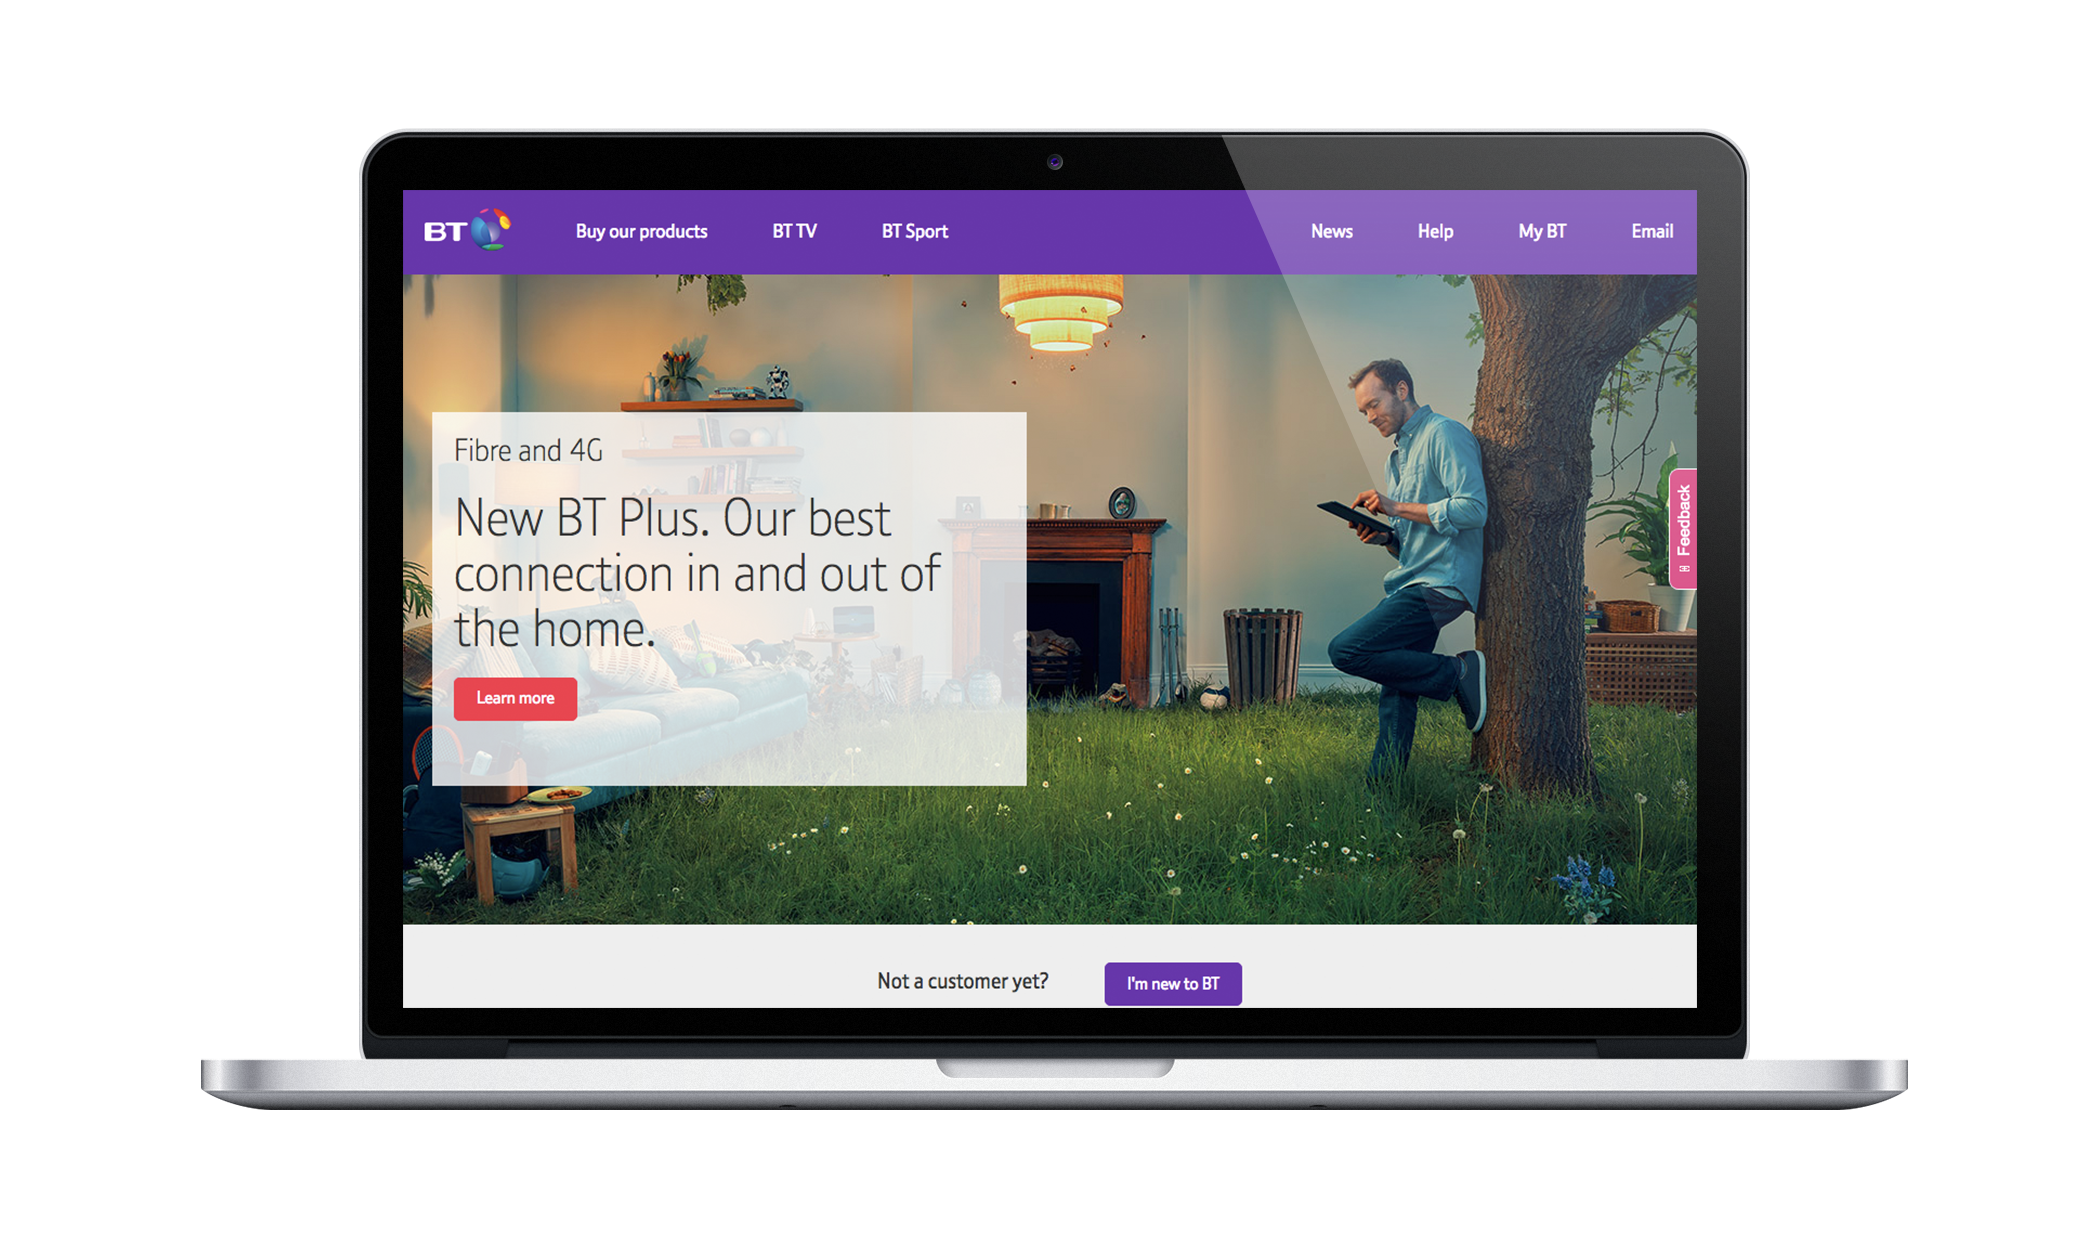 BT
Buy our products
BT TV
BT Sport
News
Help
My BT
Email
Fibre and 4G
New BT Plus. Our best
connection in and out of
the home.
Learn more
Feedback
Not a customer yet?
I'm new to BT